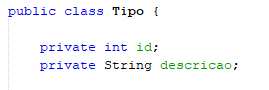 public class Tipo {
private int id;
private String descricao;